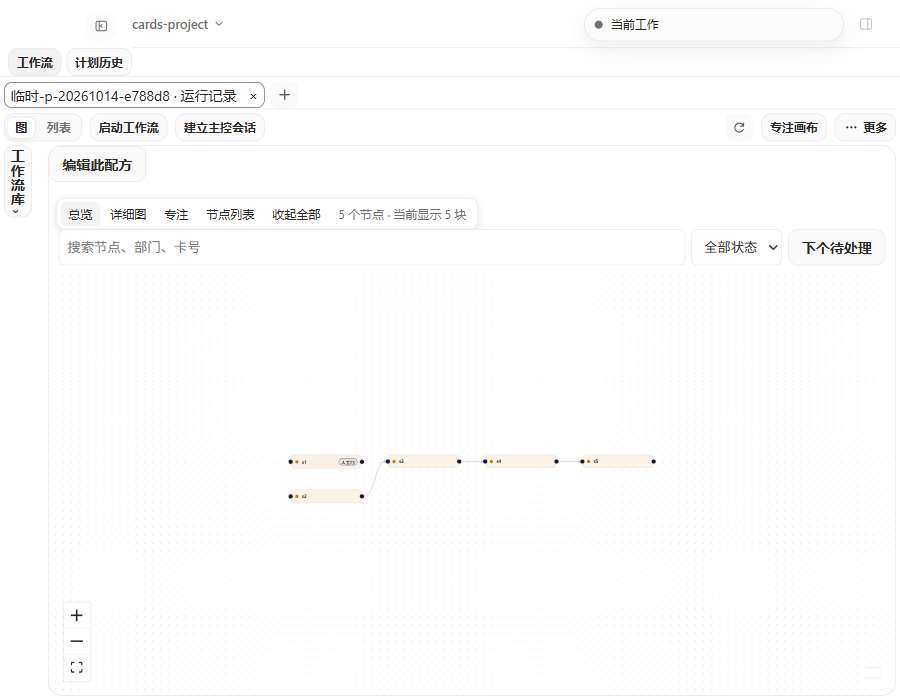 cards-project
当前工作
工作流 计划历史
临时-p-20261014-e788d8 · 运行记录 ×
图 列表 启动工作流 建立主控会话 专注画布 ··· 更多
工作流库
编辑此配方
总览 详细图 专注 节点列表 收起全部 5 个节点 · 当前显示 5 块
搜索节点、部门、卡号 全部状态 下个待处理
s1 s3 s4 s5
s2